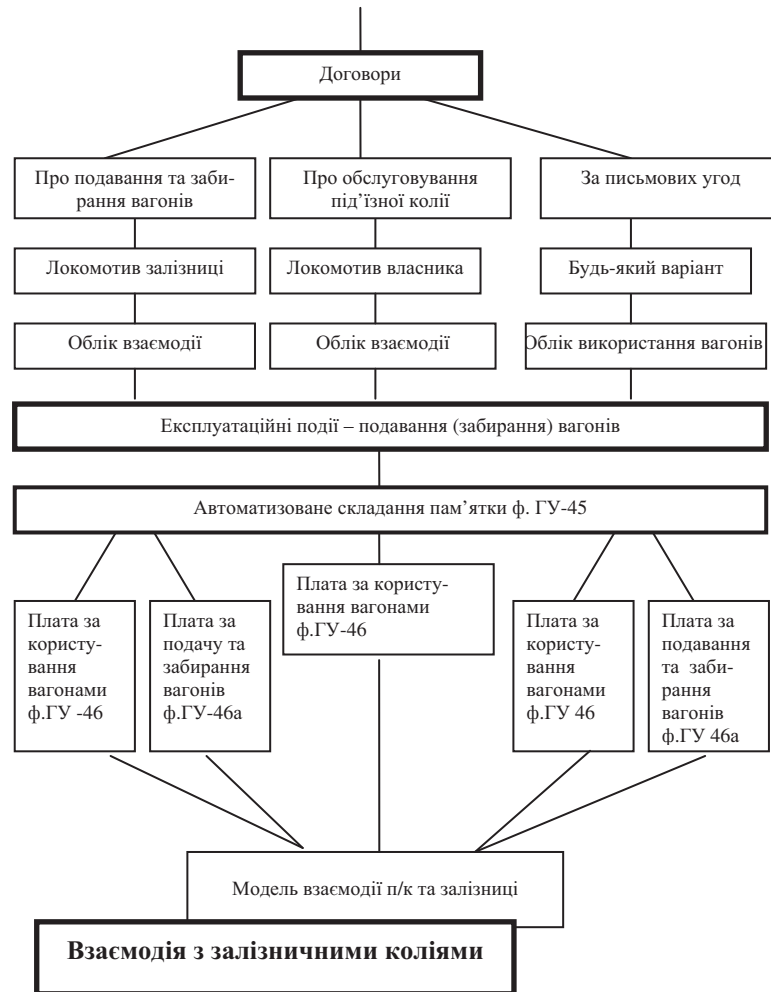 Договори
Про подавання та заби-
рання вагонів
Про обслуговування
під’їзної колії
За письмових угод
Локомотив залізниці
Локомотив власника
Будь-який варіант
Облік взаємодії
Облік взаємодії
Облік використання вагонів
Експлуатаційні події – подавання (забирання) вагонів
Автоматизоване складання пам’ятки ф. ГУ-45
Плата за
користу-
вання
вагонами
ф.ГУ -46
Плата за
подачу та
забирання
вагонів
ф.ГУ-46а
Плата за користу-
вання вагонами
ф.ГУ-46
Плата за
користу-
вання
вагонами
ф.ГУ 46
Плата за
подавання
та заби-
рання
вагонів
ф.ГУ 46а
Модель взаємодії п/к та залізниці
Взаємодія з залізничними коліями